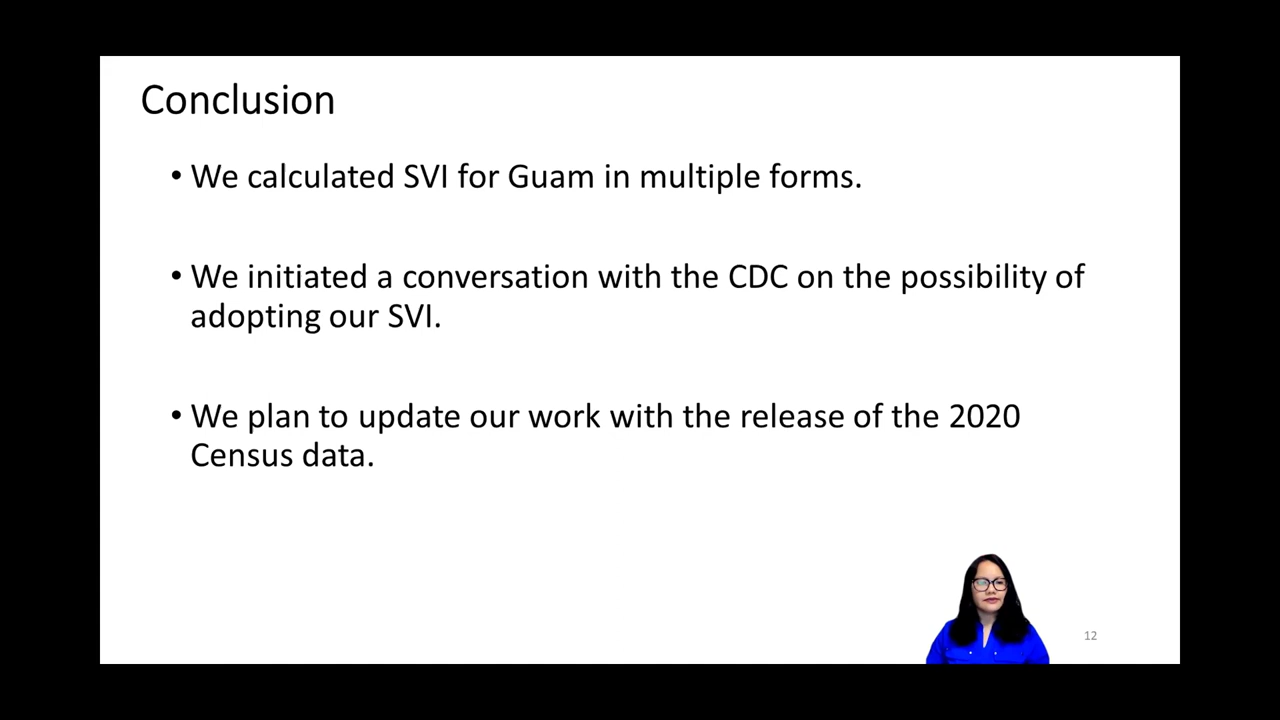 Conclusion
• We calculated SVI for Guam in multiple forms.
• We initiated a conversation with the CDC on the possibility of
adopting our SVI.
• We plan to update our work with the release of the 2020
Census data.
12